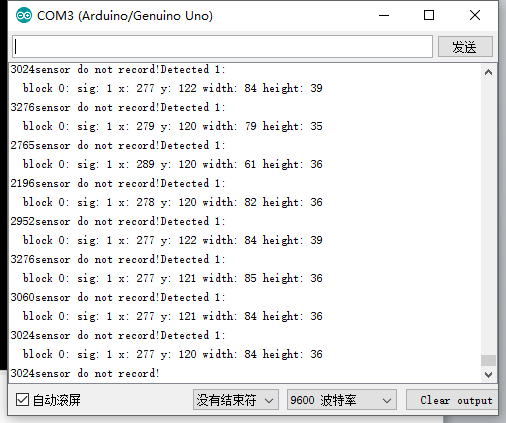 COM3 (Arduino/Genuino Uno)
发送
3024sensor do not record!Detected 1:
block 0: sig: 1 x: 277 y: 122 width: 84 height: 39
3276sensor do not record!Detected 1:
block 0: sig: 1 x: 279 y: 120 width: 79 height: 35
2765sensor do not record!Detected 1:
block 0: sig: 1 x: 289 y: 120 width: 61 height: 36
2196sensor do not record!Detected 1:
block 0: sig: 1 x: 278 y: 120 width: 82 height: 36
2952sensor do not record!Detected 1:
block 0: sig: 1 x: 277 y: 122 width: 84 height: 39
3276sensor do not record!Detected 1:
block 0: sig: 1 x: 277 y: 121 width: 85 height: 36
3060sensor do not record!Detected 1:
block 0: sig: 1 x: 277 y: 121 width: 84 height: 36
3024sensor do not record!Detected 1:
block 0: sig: 1 x: 277 y: 120 width: 84 height: 36
3024sensor do not record!
自动滚屏
没有结束符
9600 波特率
Clear output